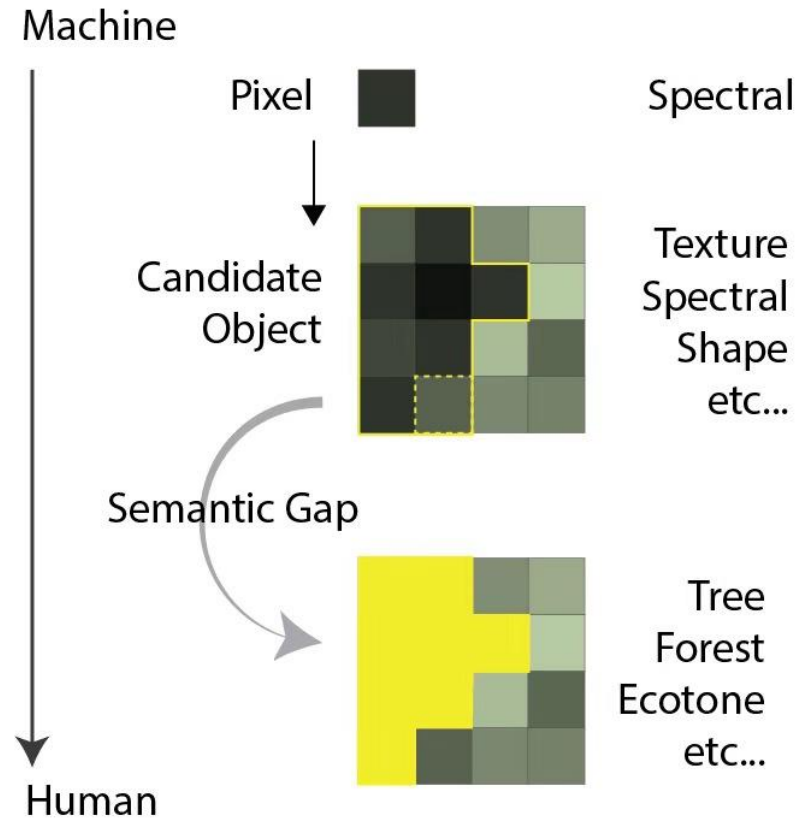 Machine
Pixel
Spectral
Candidate
Object
Texture
Spectral
Shape
etc...
Semantic Gap
Tree
Forest
Ecotone
etc...
Human